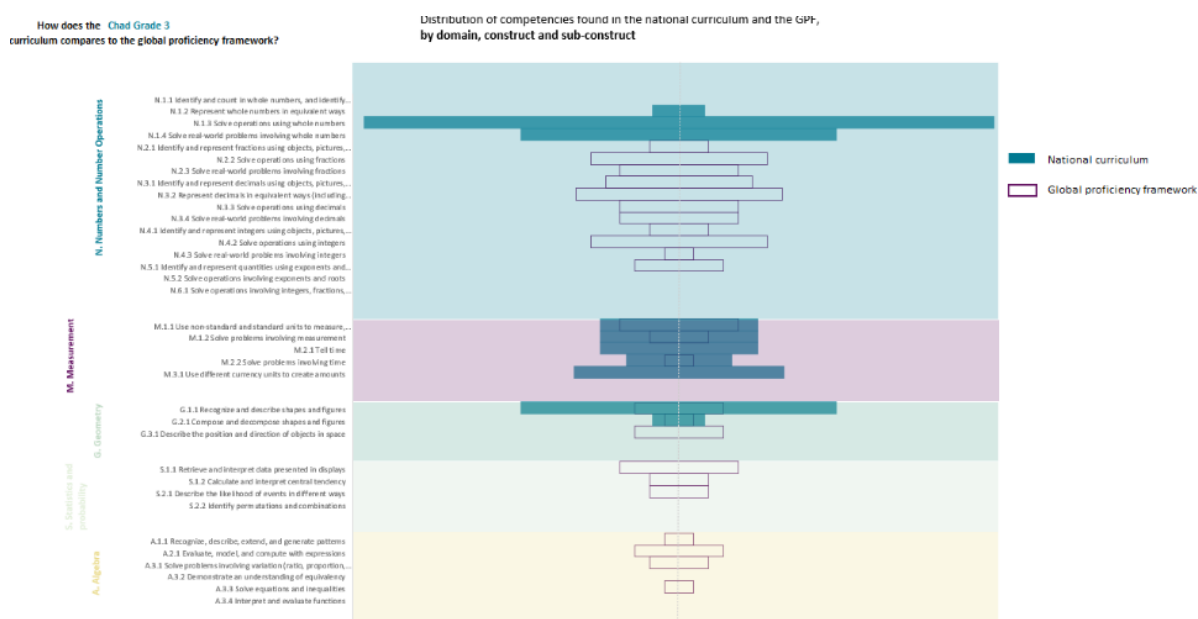 How does the Chad Grade 3
curriculum compares to the global proficiency framework?
Distribution of competencies found in the national curriculum and the GPF,
by domain, construct and sub-construct
N. Numbers and Number Operations
N.1.1 Identify and count in whole numbers, and identify...
N.1.2 Represent whole numbers in equivalent ways
N.1.3 Solve operations using whole numbers
N.1.4 Solve real-world problems involving whole numbers
N.2.1 Identify and represent fractions using objects, pictures,...
N.2.2 Solve operations using fractions
N.2.3 Solve real-world problems involving fractions
N.3.1 Identify and represent decimals using objects, pictures,...
N.3.2 Represent decimals in equivalent ways (including...
N.3.3 Solve operations using decimals
N.3.4 Solve real-world problems involving decimals
N.4.1 Identify and represent integers using objects, pictures,...
N.4.2 Solve operations using integers
N.4.3 Solve real-world problems involving integers
N.5.1 Identify and represent quantities using exponents and...
N.5.2 Solve operations involving exponents and roots
N.6.1 Solve operations involving integers, fractions,...
National curriculum
Global proficiency framework
M. Measurement
M.1.1 Use non-standard and standard units to measure,...
M.1.2 Solve problems involving measurement
M.2.1 Tell time
M.2.2 Solve problems involving time
M.3.1 Use different currency units to create amounts
G. Geometry
G.1.1 Recognize and describe shapes and figures
G.2.1 Compose and decompose shapes and figures
G.3.1 Describe the position and direction of objects in space
S. Statistics and
probability
S.1.1 Retrieve and interpret data presented in displays
S.1.2 Calculate and interpret central tendency
S.2.1 Describe the likelihood of events in different ways
S.2.2 Identify permutations and combinations
A. Algebra
A.1.1 Recognize, describe, extend, and generate patterns
A.2.1 Evaluate, model, and compute with expressions
A.3.1 Solve problems involving variation (ratio, proportion,...
A.3.2 Demonstrate an understanding of equivalency
A.3.3 Solve equations and inequalities
A.3.4 Interpret and evaluate functions